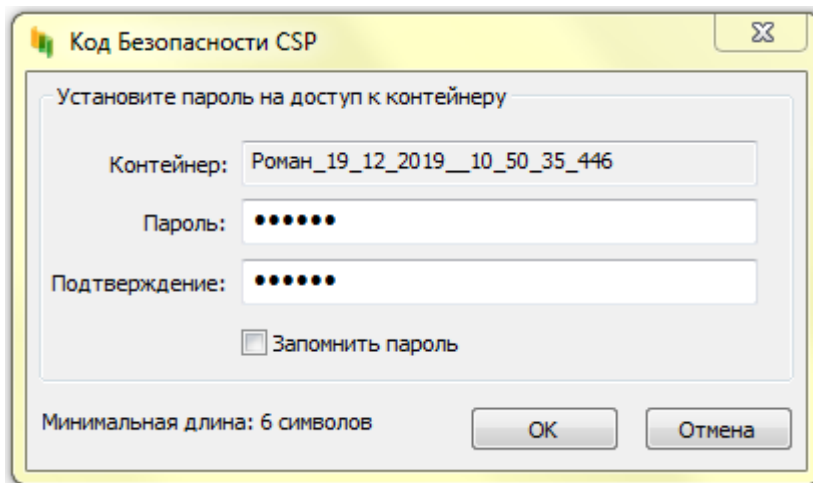 Код Безопасности CSP
Установите пароль на доступ к контейнеру
Контейнер: Роман_19_12_2019__10_50_35_446
Пароль: ••••••
Подтверждение: ••••••
Запомнить пароль
Минимальная длина: 6 символов OK Отмена